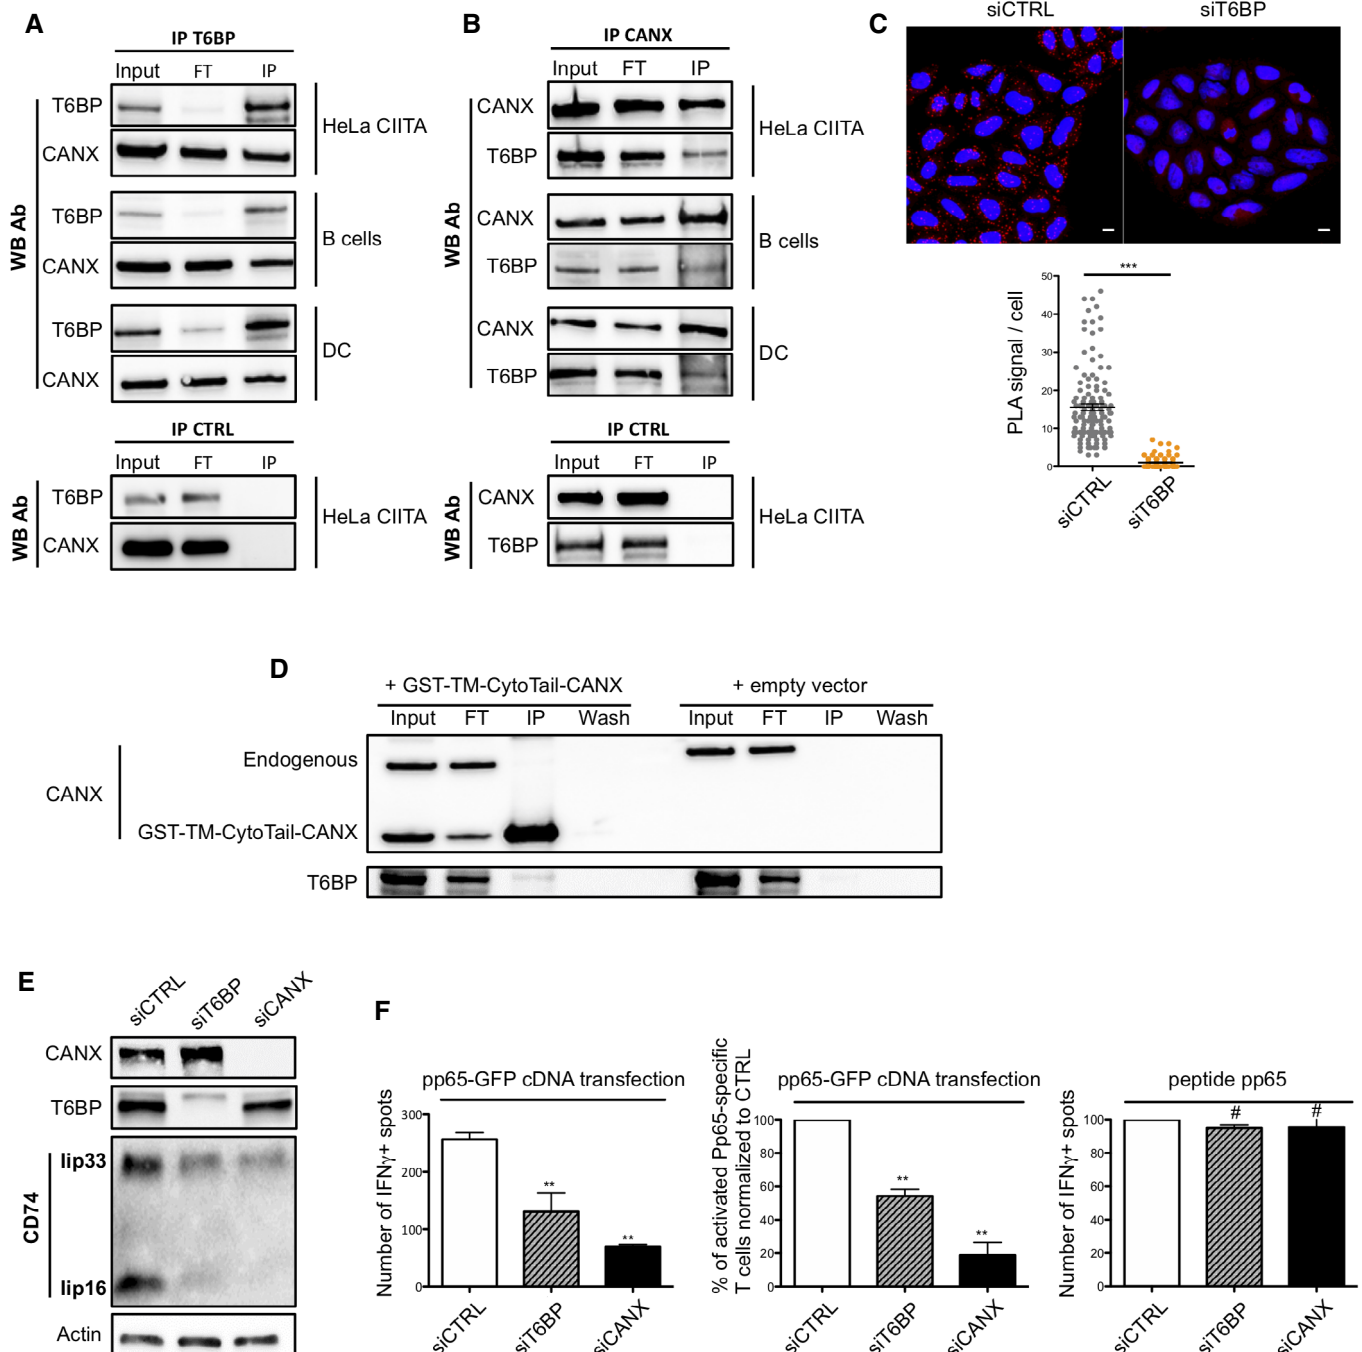 A
IP T6BP
Input FT IP
WB Ab
T6BP
CANX
HeLa CIITA
T6BP
CANX
B cells
T6BP
CANX
DC
IP CTRL
Input FT IP
WB Ab
T6BP
CANX
HeLa CIITA
B
IP CANX
Input FT IP
WB Ab
CANX
T6BP
HeLa CIITA
CANX
T6BP
B cells
CANX
T6BP
DC
IP CTRL
Input FT IP
WB Ab
CANX
T6BP
HeLa CIITA
C
siCTRL siT6BP
PLA signal / cell
50
40
30
20
10
0
***
siCTRL siT6BP
D
+ GST-TM-CytoTail-CANX + empty vector
Input FT IP Wash Input FT IP Wash
CANX
Endogenous
GST-TM-CytoTail-CANX
T6BP
E
siCTRL siT6BP siCANX
CANX
T6BP
CD74
Iip33
Iip16
Actin
F
pp65-GFP cDNA transfection
Number of IFNγ+ spots
300
200
100
0
** **
siCTRL siT6BP siCANX
pp65-GFP cDNA transfection
% of activated Pp65-specific
T cells normalized to CTRL
100
80
60
40
20
0
** **
siCTRL siT6BP siCANX
peptide pp65
Number of IFNγ+ spots
100
80
60
40
20
0
# #
siCTRL siT6BP siCANX